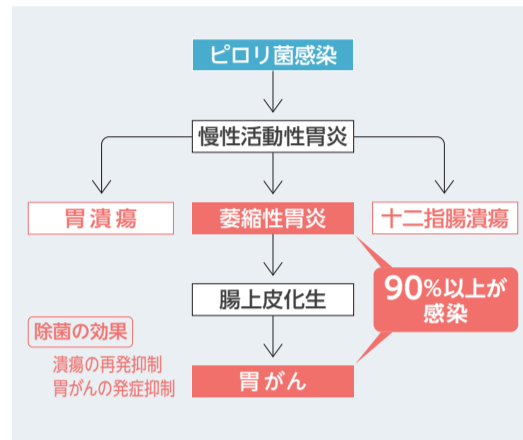 ピロリ菌感染
慢性活動性胃炎
胃潰瘍
萎縮性胃炎
十二指腸潰瘍
90%以上が
感染
腸上皮化生
除菌の効果
潰瘍の再発抑制
胃がんの発症抑制
胃がん